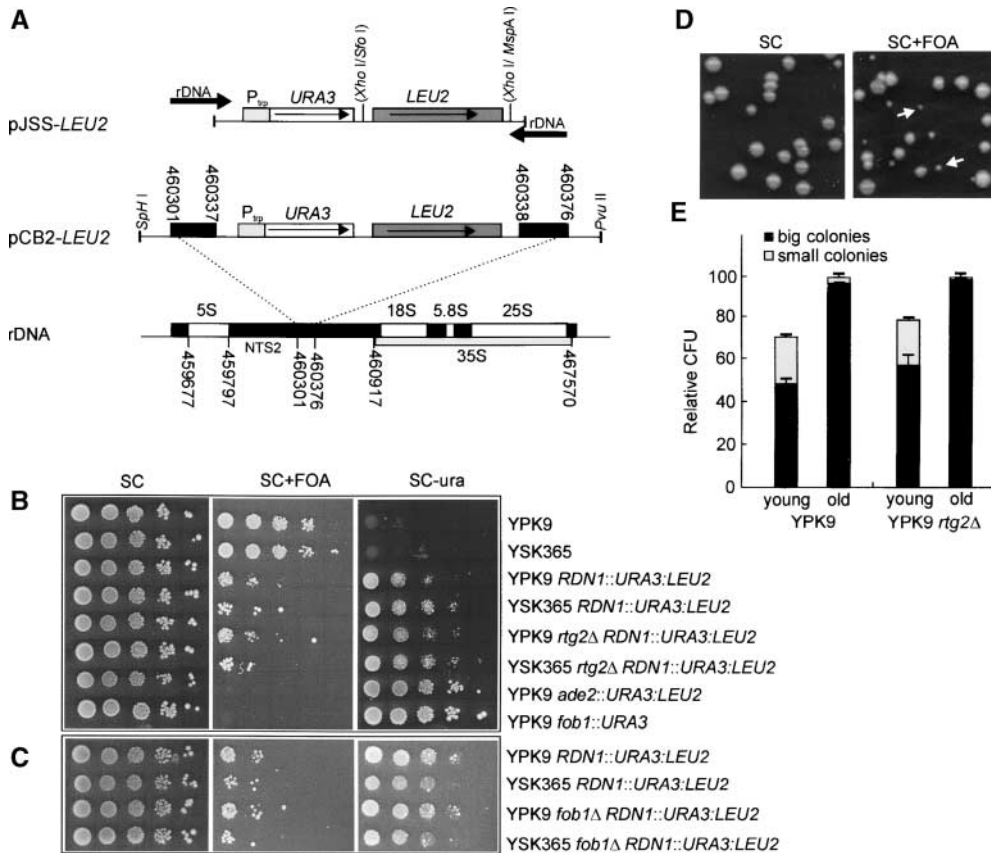 A
rDNA
P trp
URA3
(Xho I/Sfo I)
LEU2
(Xho I/ MspA I)
pJSS-LEU2
rDNA
460301
460337
460338
460376
SpH I
P trp
URA3
LEU2
Pvu II
pCB2-LEU2
5S
18S
5.8S
25S
rDNA
NTS2
35S
459677
459797
460301
460376
460917
467570
B
SC
SC+FOA
SC-ura
YPK9
YSK365
YPK9 RDN1::URA3:LEU2
YSK365 RDN1::URA3:LEU2
YPK9 rtg2Δ RDN1::URA3:LEU2
YSK365 rtg2Δ RDN1::URA3:LEU2
YPK9 ade2::URA3:LEU2
YPK9 fob1::URA3
C
YPK9 RDN1::URA3:LEU2
YSK365 RDN1::URA3:LEU2
YPK9 fob1Δ RDN1::URA3:LEU2
YSK365 fob1Δ RDN1::URA3:LEU2
D
SC
SC+FOA
E
big colonies
small colonies
Relative CFU
100
80
60
40
20
0
young
old
young
old
YPK9
YPK9 rtg2Δ